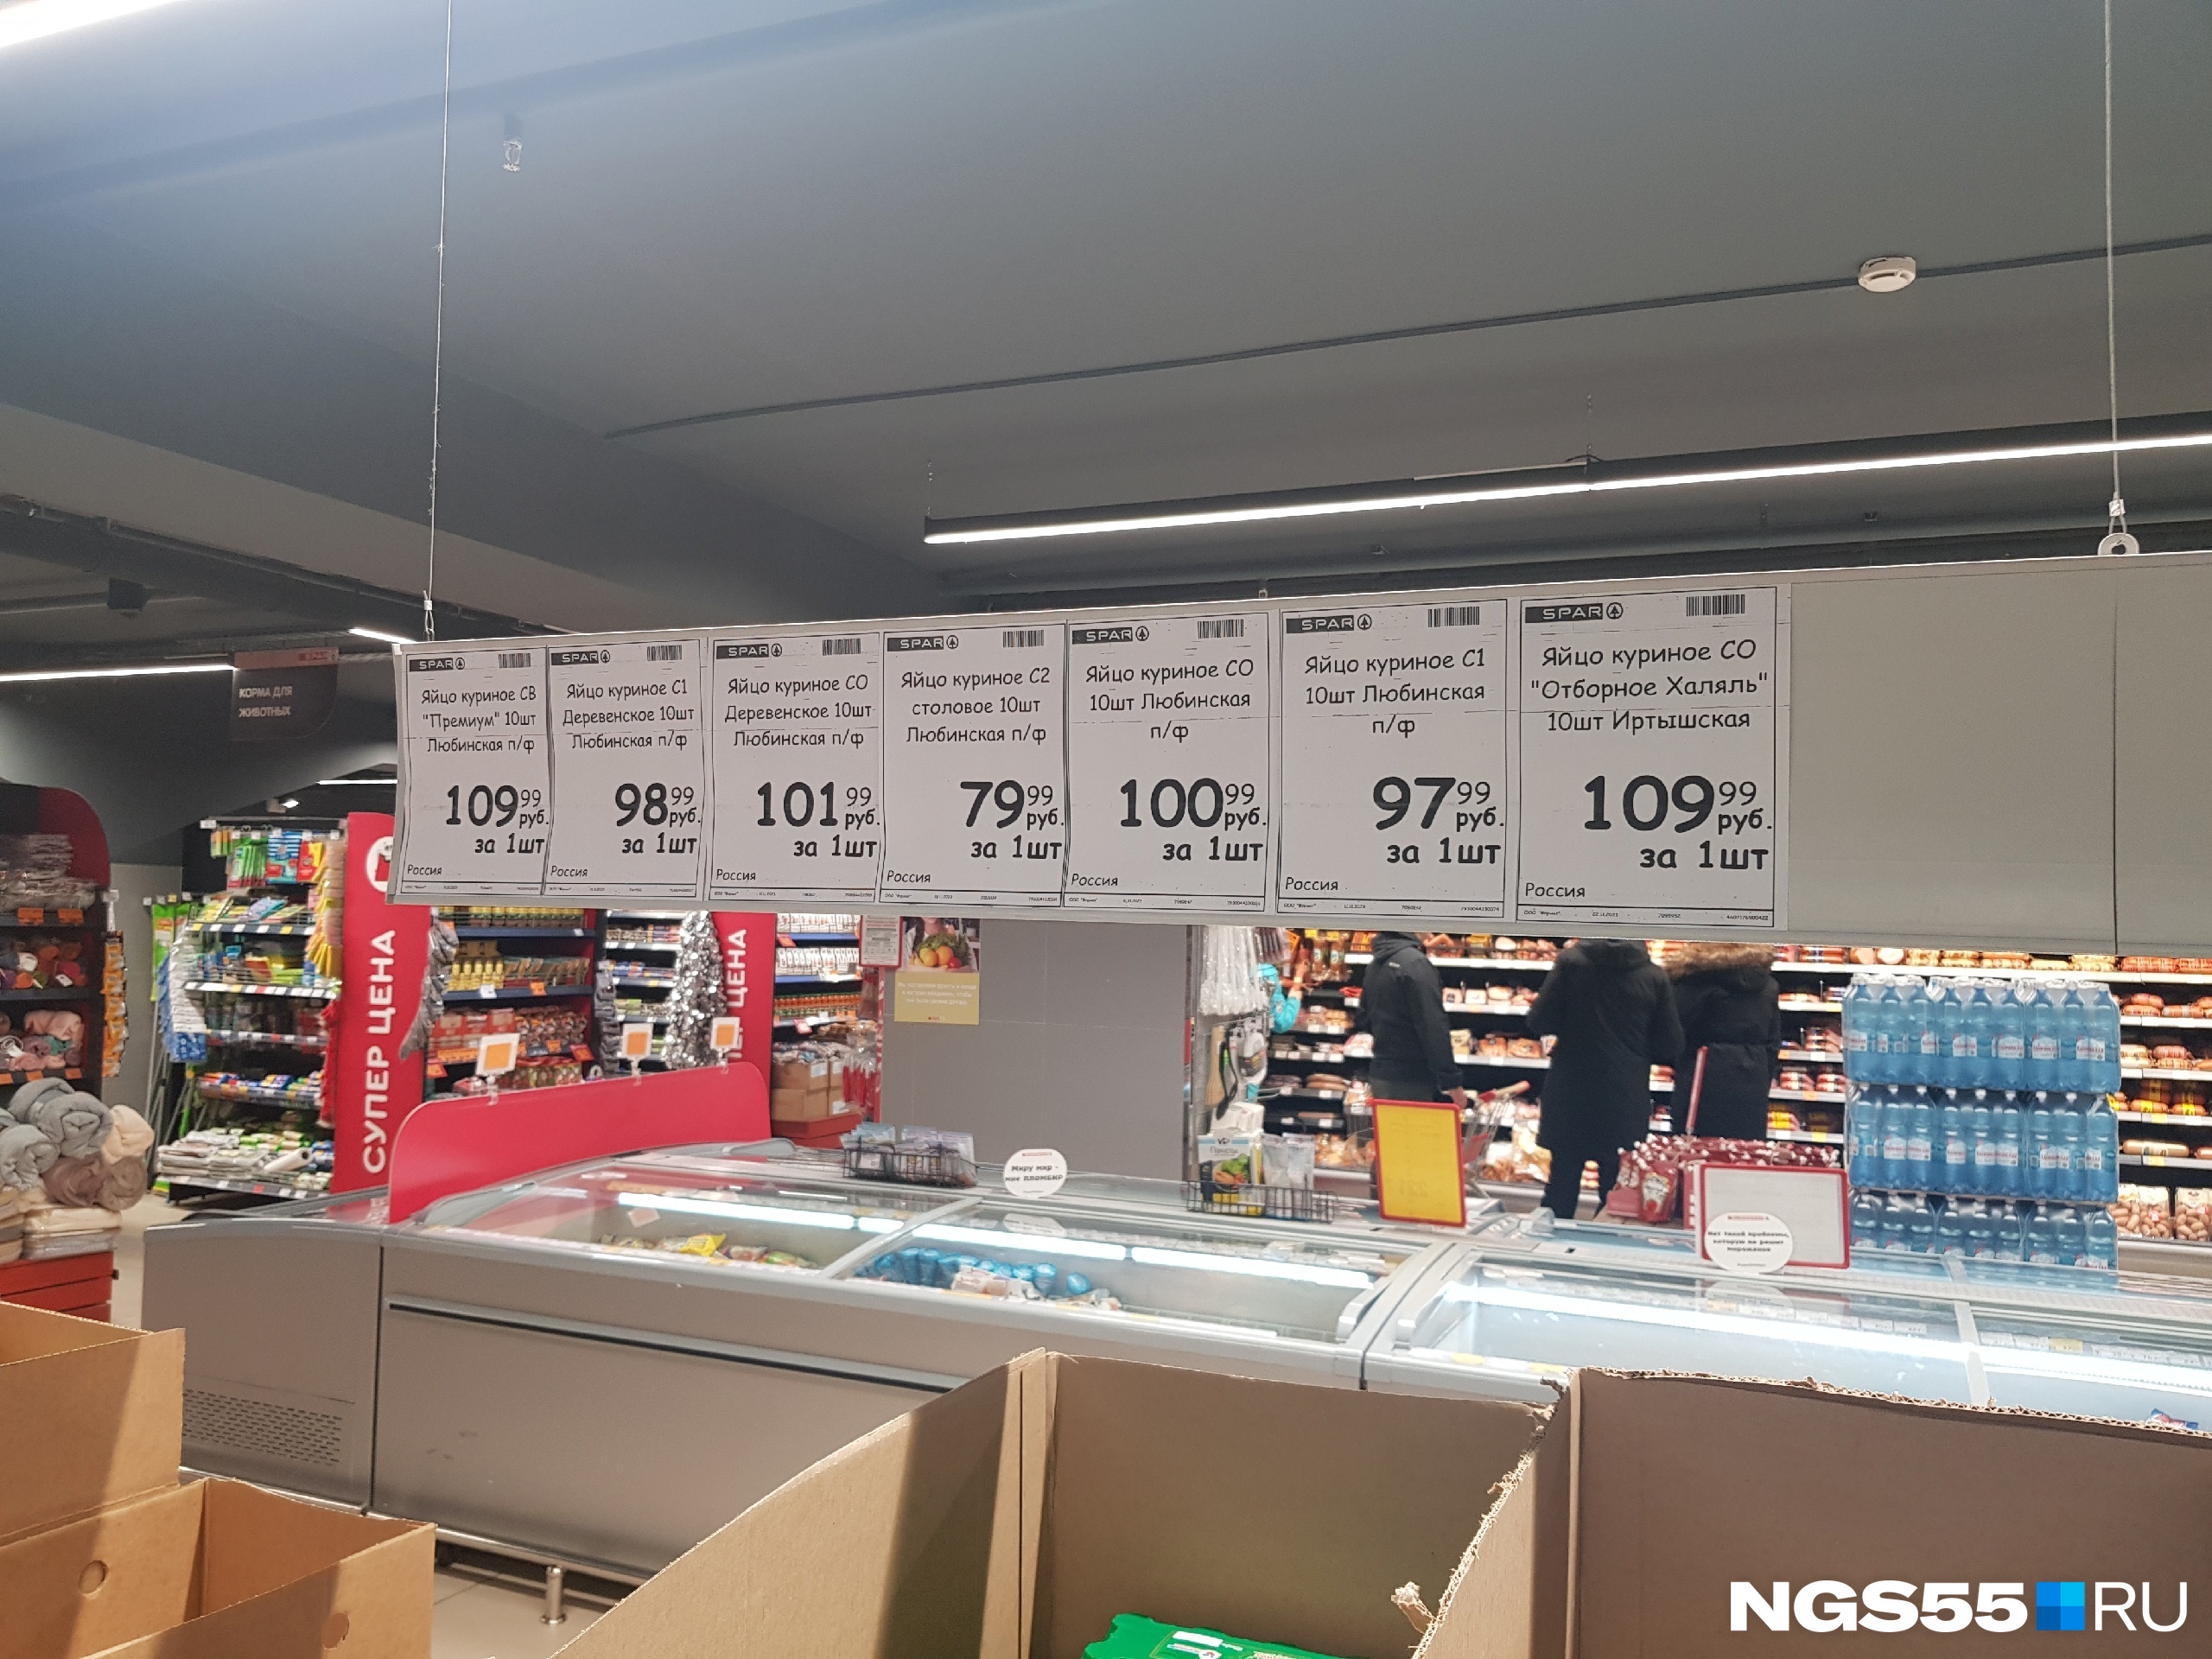 КОРМА ДЛЯ
ЖИВОТНЫХ
SPAR
Яйцо куриное СВ
"Премиум" 10шт
Любинская п/ф
109 99
руб.
за 1шт
Россия
SPAR
Яйцо куриное С1
Деревенское 10шт
Любинская п/ф
98 99
руб.
за 1шт
Россия
SPAR
Яйцо куриное СО
Деревенское 10шт
Любинская п/ф
101 99
руб.
за 1шт
Россия
SPAR
Яйцо куриное С2
столовое 10шт
Любинская п/ф
79 99
руб.
за 1шт
Россия
SPAR
Яйцо куриное СО
10шт Любинская
п/ф
100 99
руб.
за 1шт
Россия
SPAR
Яйцо куриное С1
10шт Любинская
п/ф
97 99
руб.
за 1шт
Россия
SPAR
Яйцо куриное СО
"Отборное Халяль"
10шт Иртышская
109 99
руб.
за 1шт
Россия
СУПЕР ЦЕНА
ЦЕНА
Миру мир -
мне пломбир
NGS55 RU